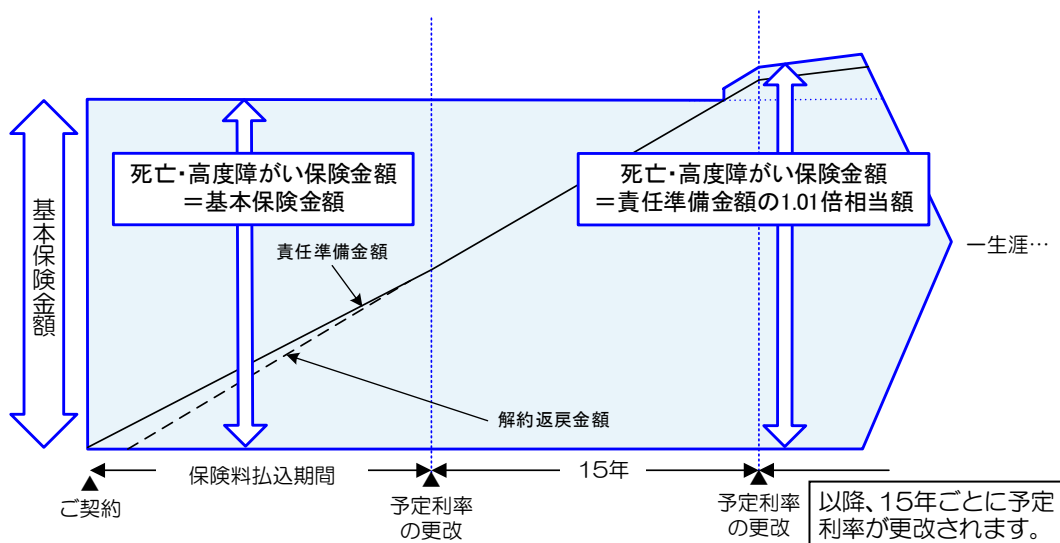 基本保険金額
死亡・高度障がい保険金額
＝基本保険金額
死亡・高度障がい保険金額
＝責任準備金額の1.01倍相当額
責任準備金額
解約返戻金額
一生涯…
保険料払込期間
15年
ご契約
予定利率
の更改
予定利率
の更改
以降、15年ごとに予定
利率が更改されます。